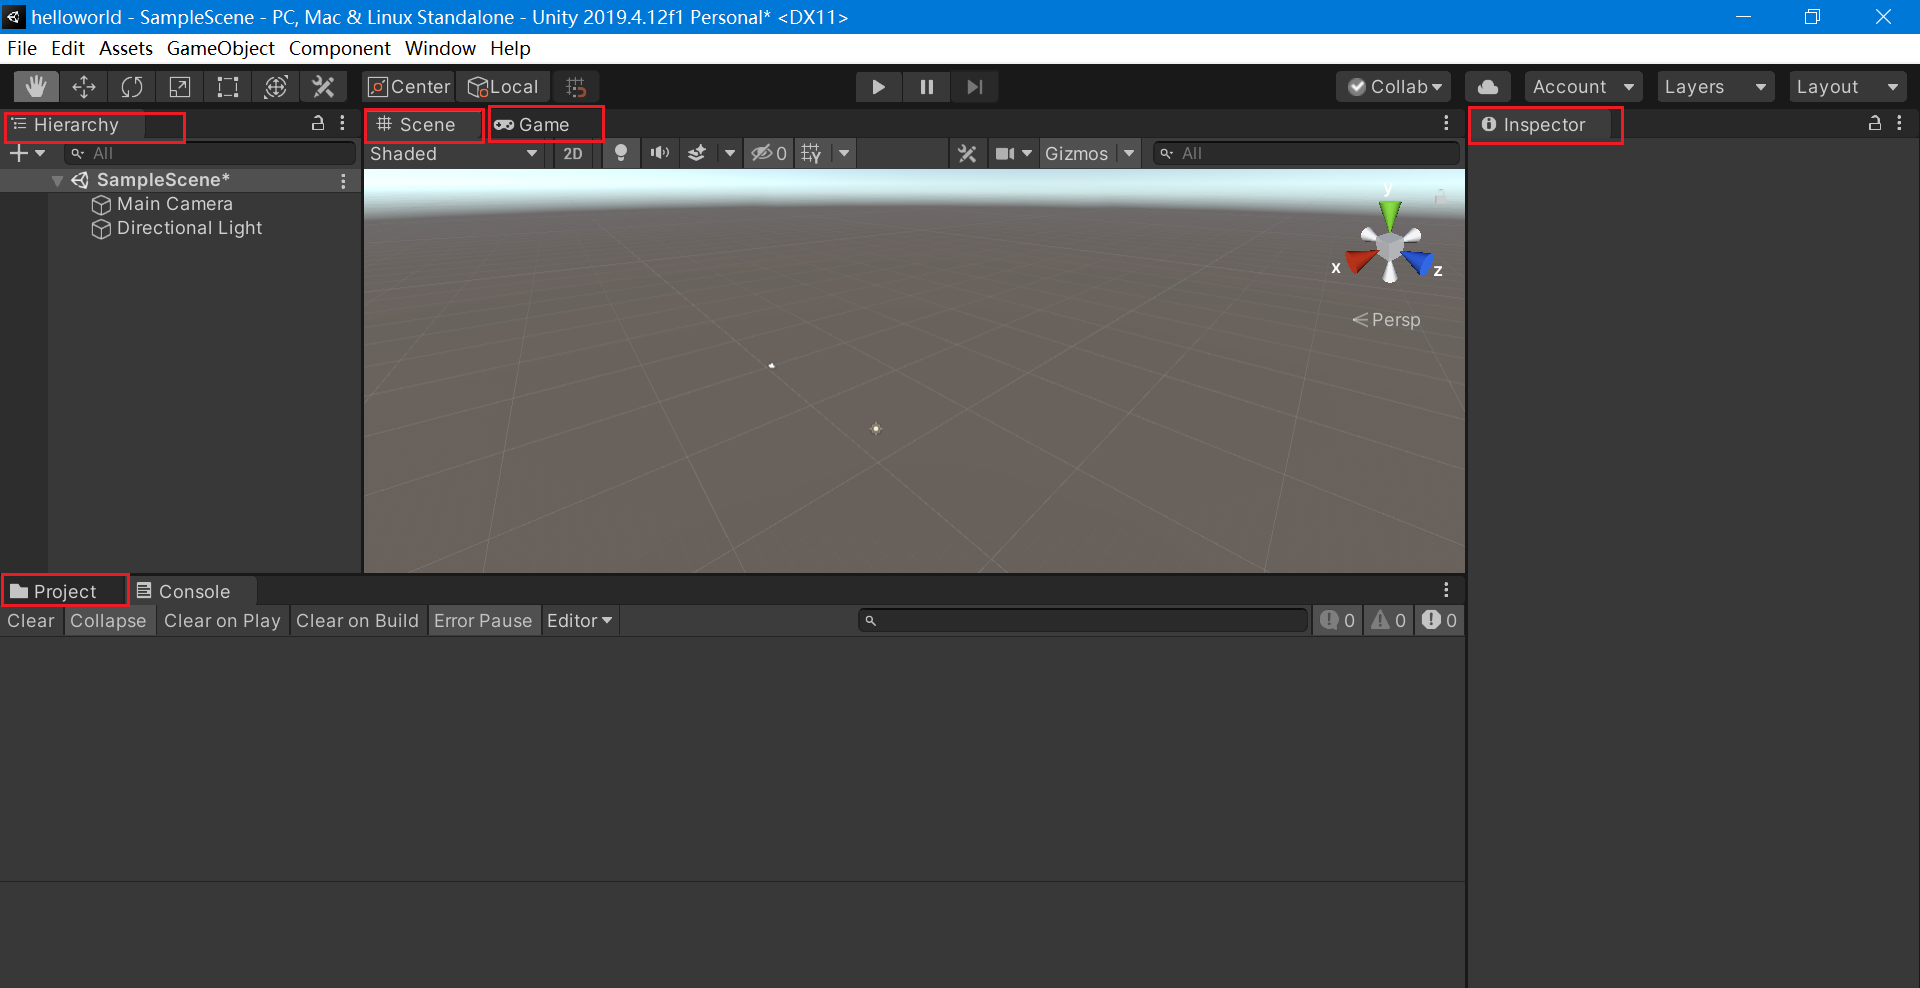 helloworld - SampleScene - PC, Mac & Linux Standalone - Unity 2019.4.12f1 Personal* <DX11>
File Edit Assets GameObject Component Window Help
Center Local Collab Account Layers Layout
Hierarchy Scene Game Inspector
All Shaded 2D 0 Gizmos All
SampleScene*
Main Camera
Directional Light
y
x z
Persp
Project Console
Clear Collapse Clear on Play Clear on Build Error Pause Editor 0 0 0